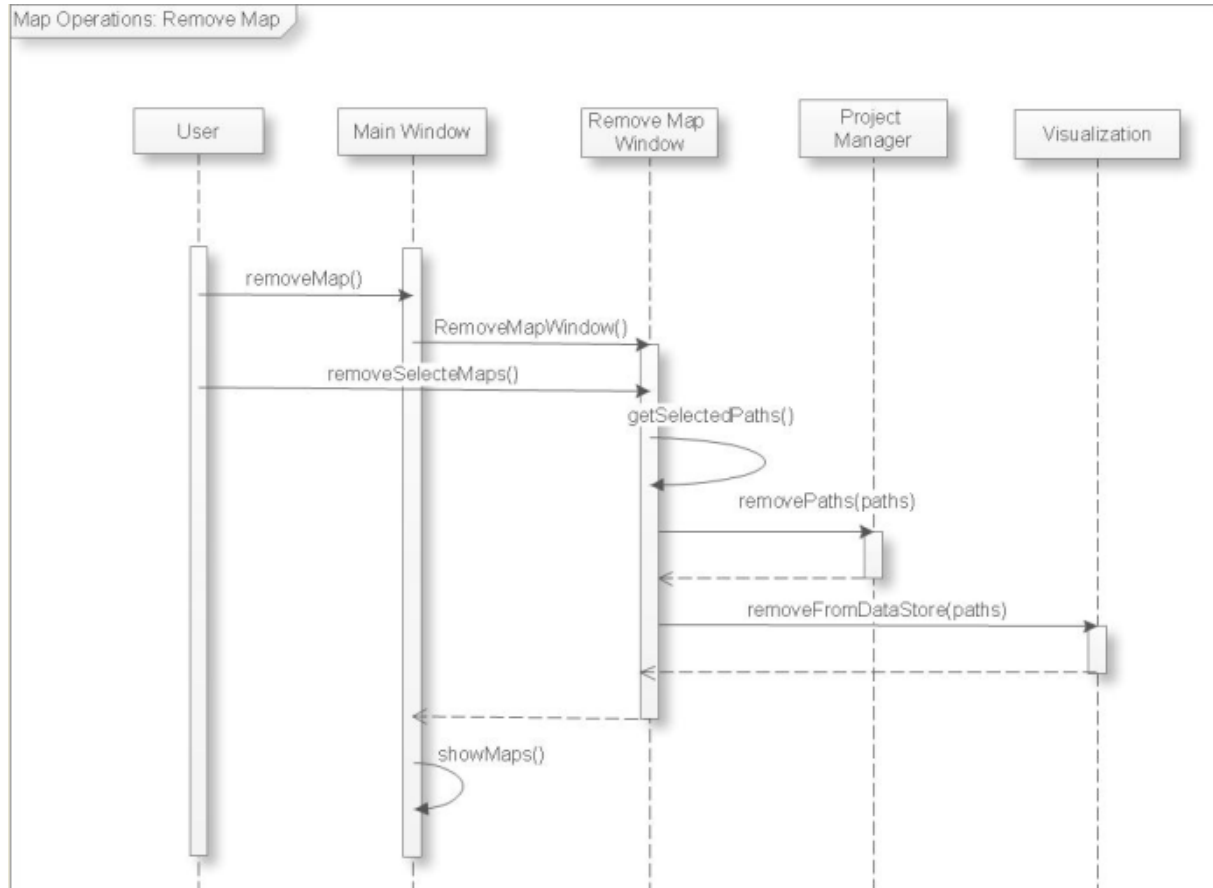 Map Operations: Remove Map
User
Main Window
Remove Map
Window
Project
Manager
Visualization
removeMap()
RemoveMapWindow()
removeSelecteMaps()
getSelectedPaths()
removePaths(paths)
removeFromDataStore(paths)
showMaps()